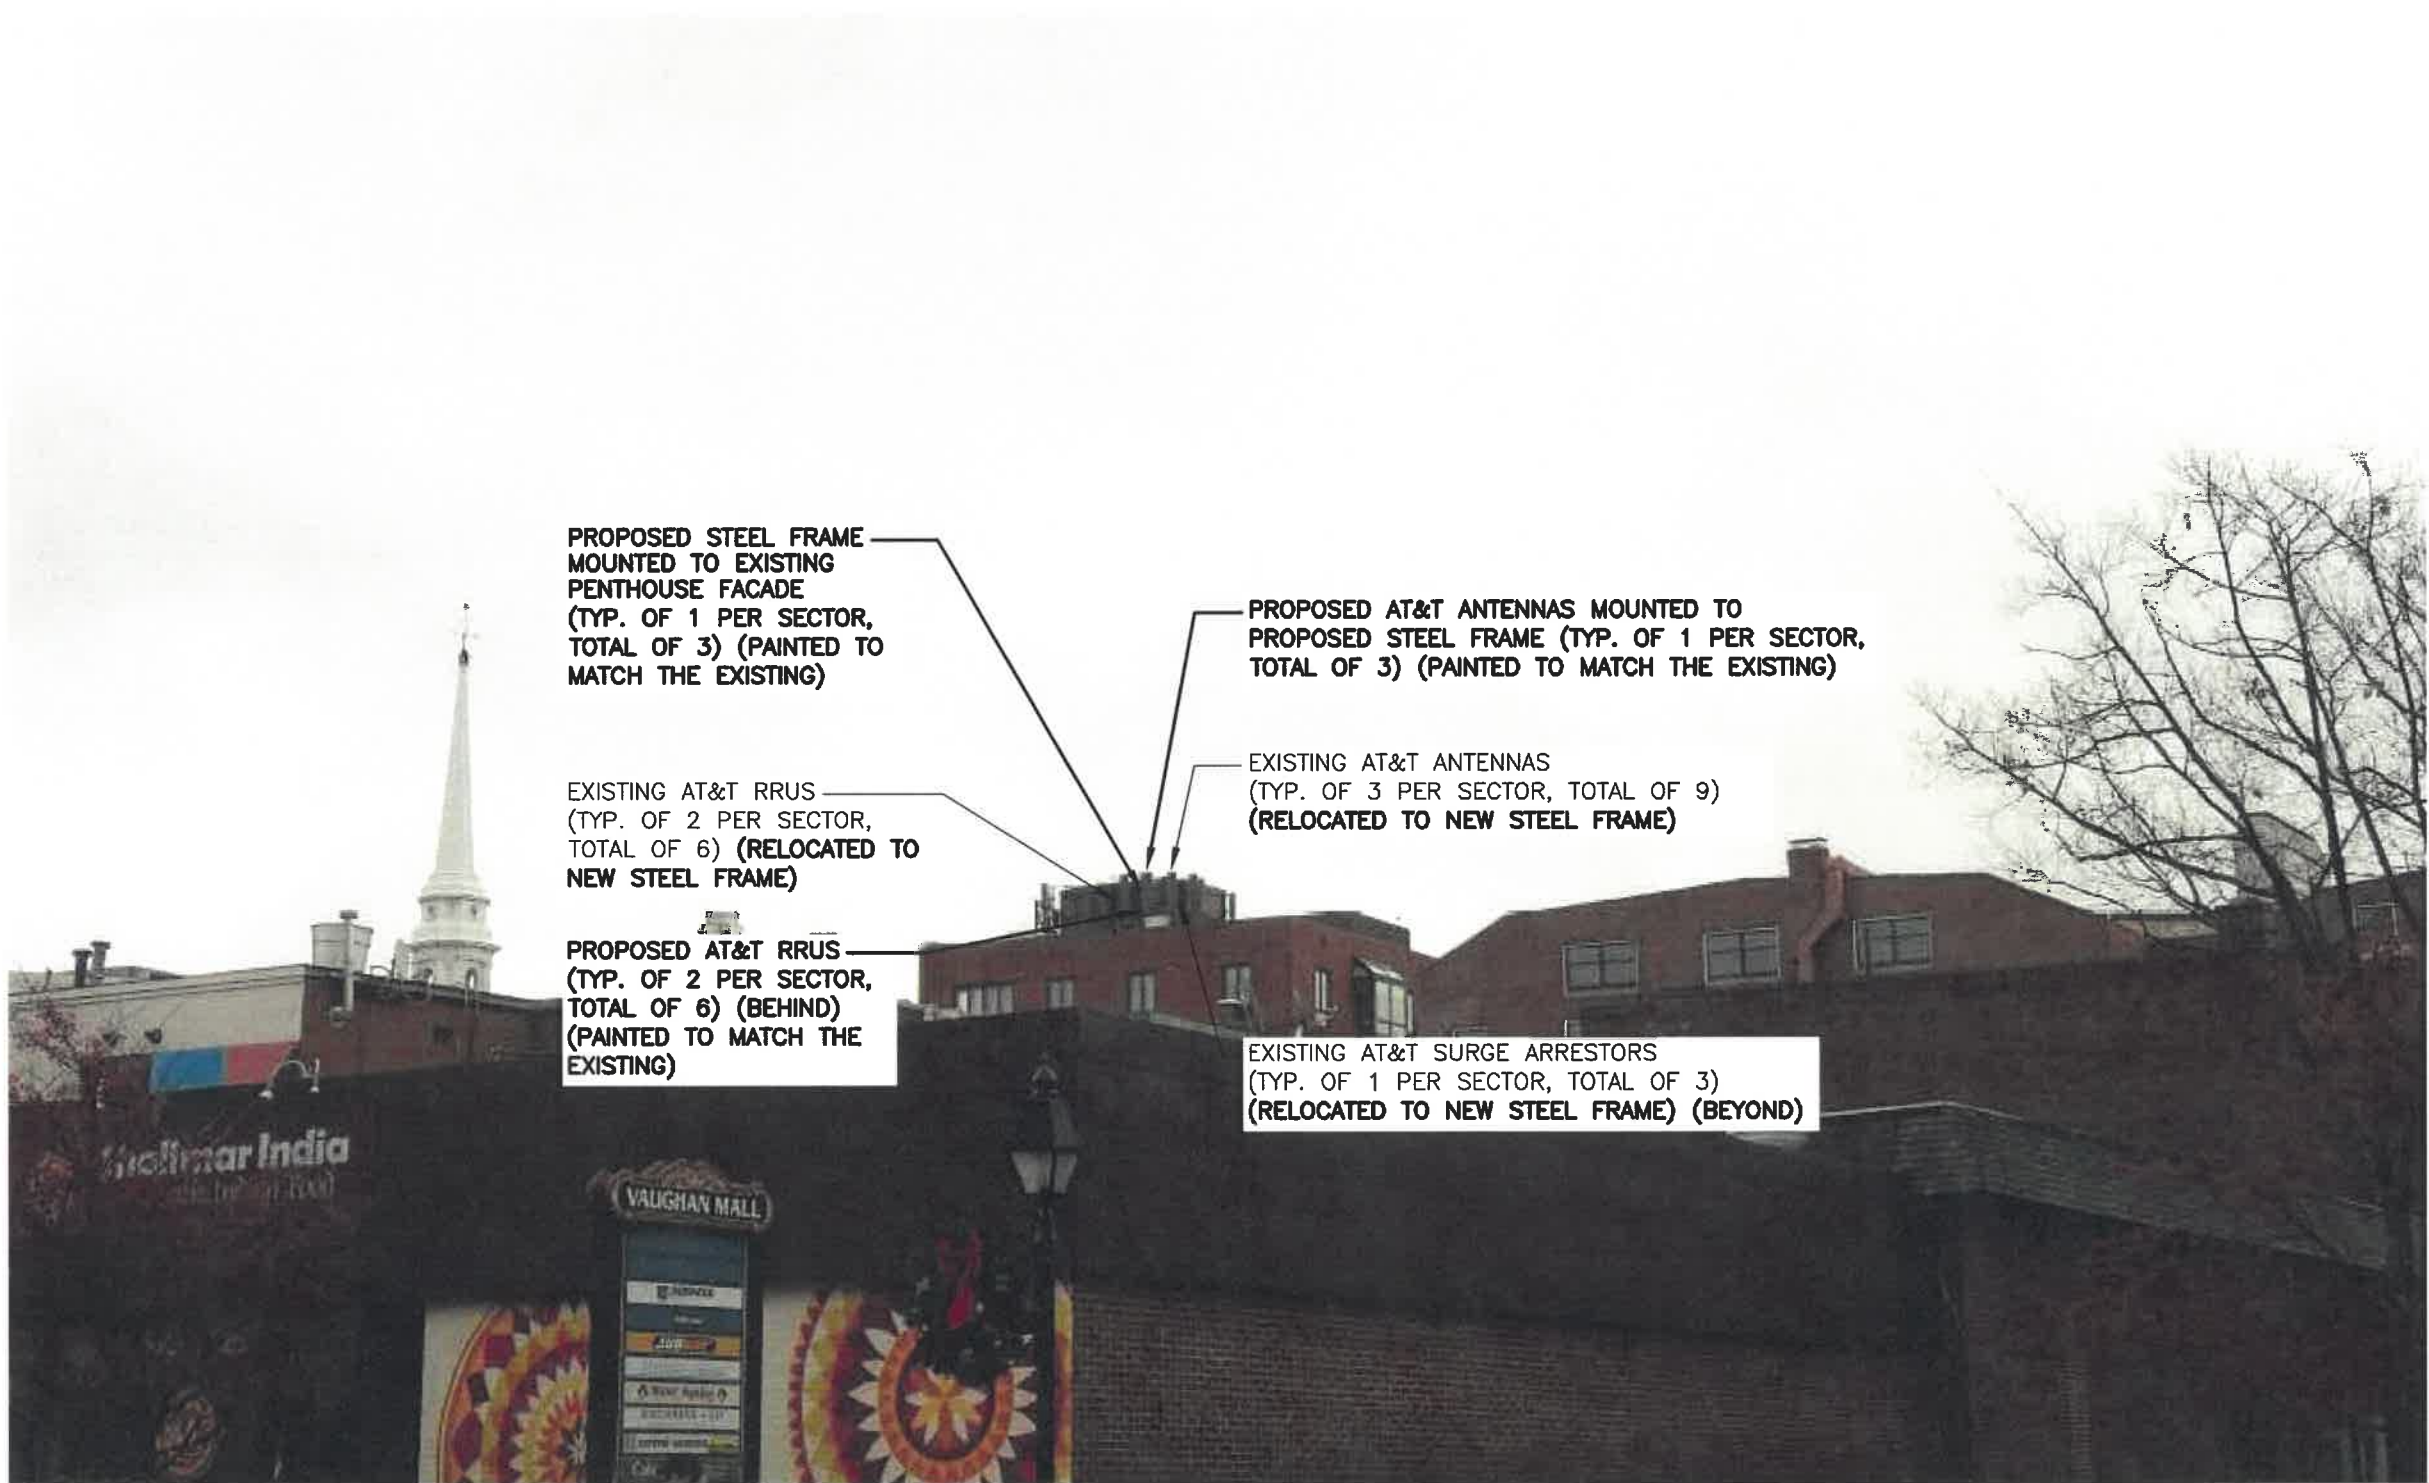 PROPOSED STEEL FRAME
MOUNTED TO EXISTING
PENTHOUSE FACADE
(TYP. OF 1 PER SECTOR,
TOTAL OF 3) (PAINTED TO
MATCH THE EXISTING)
PROPOSED AT&T ANTENNAS MOUNTED TO
PROPOSED STEEL FRAME (TYP. OF 1 PER SECTOR,
TOTAL OF 3) (PAINTED TO MATCH THE EXISTING)
EXISTING AT&T RRUS
(TYP. OF 2 PER SECTOR,
TOTAL OF 6) (RELOCATED TO
NEW STEEL FRAME)
EXISTING AT&T ANTENNAS
(TYP. OF 3 PER SECTOR, TOTAL OF 9)
(RELOCATED TO NEW STEEL FRAME)
PROPOSED AT&T RRUS
(TYP. OF 2 PER SECTOR,
TOTAL OF 6) (BEHIND)
(PAINTED TO MATCH THE
EXISTING)
EXISTING AT&T SURGE ARRESTORS
(TYP. OF 1 PER SECTOR, TOTAL OF 3)
(RELOCATED TO NEW STEEL FRAME) (BEYOND)
India
VAUGHAN MALL